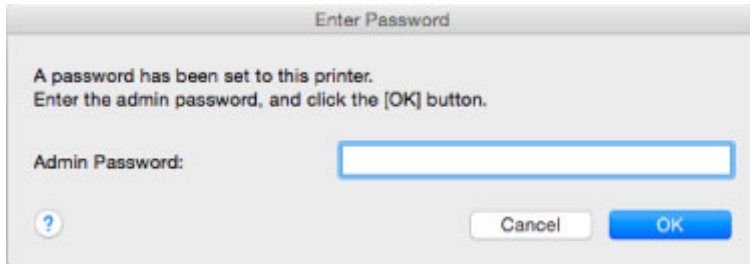 Enter Password
A password has been set to this printer.
Enter the admin password, and click the [OK] button.
Admin Password:
?
Cancel
OK